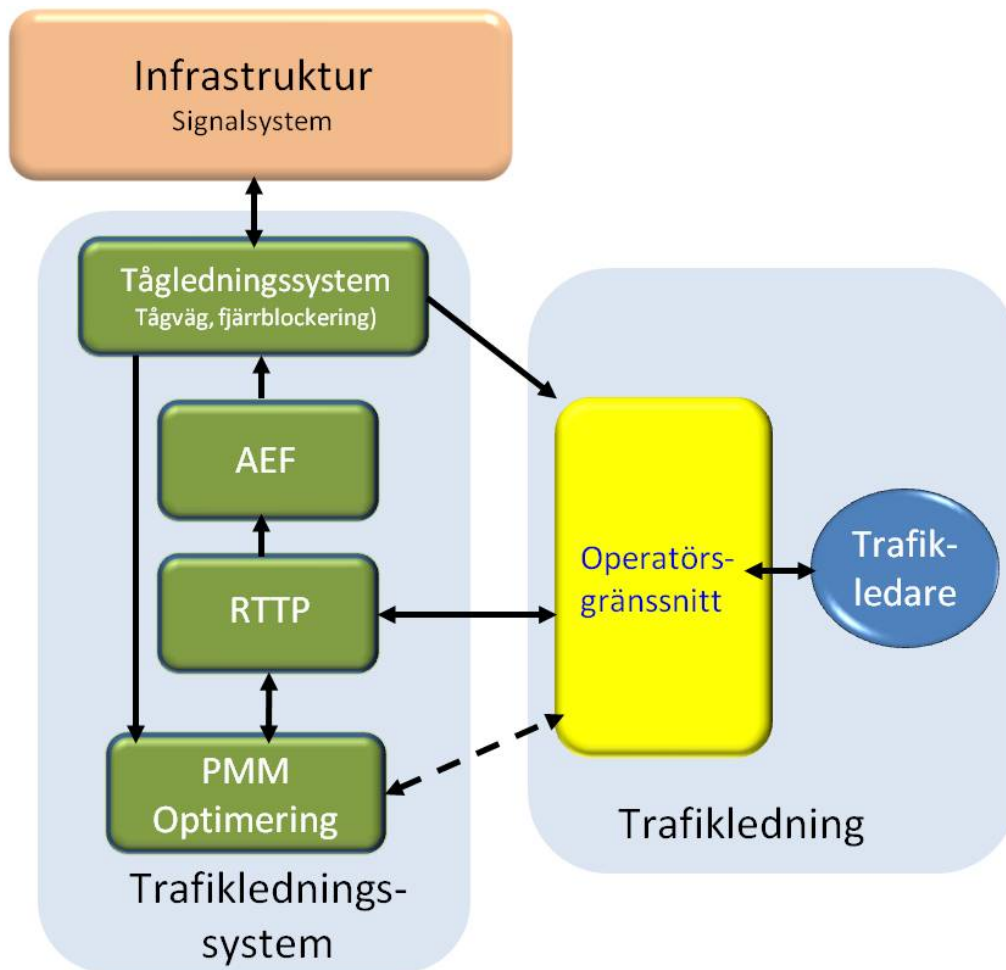 Infrastruktur
Signalsystem
Tågledningssystem
Tågväg, fjärrblockering)
AEF
RTTP
PMM
Optimering
Trafiklednings-
system
Operatörs-
gränssnitt
Trafik-
ledare
Trafikledning